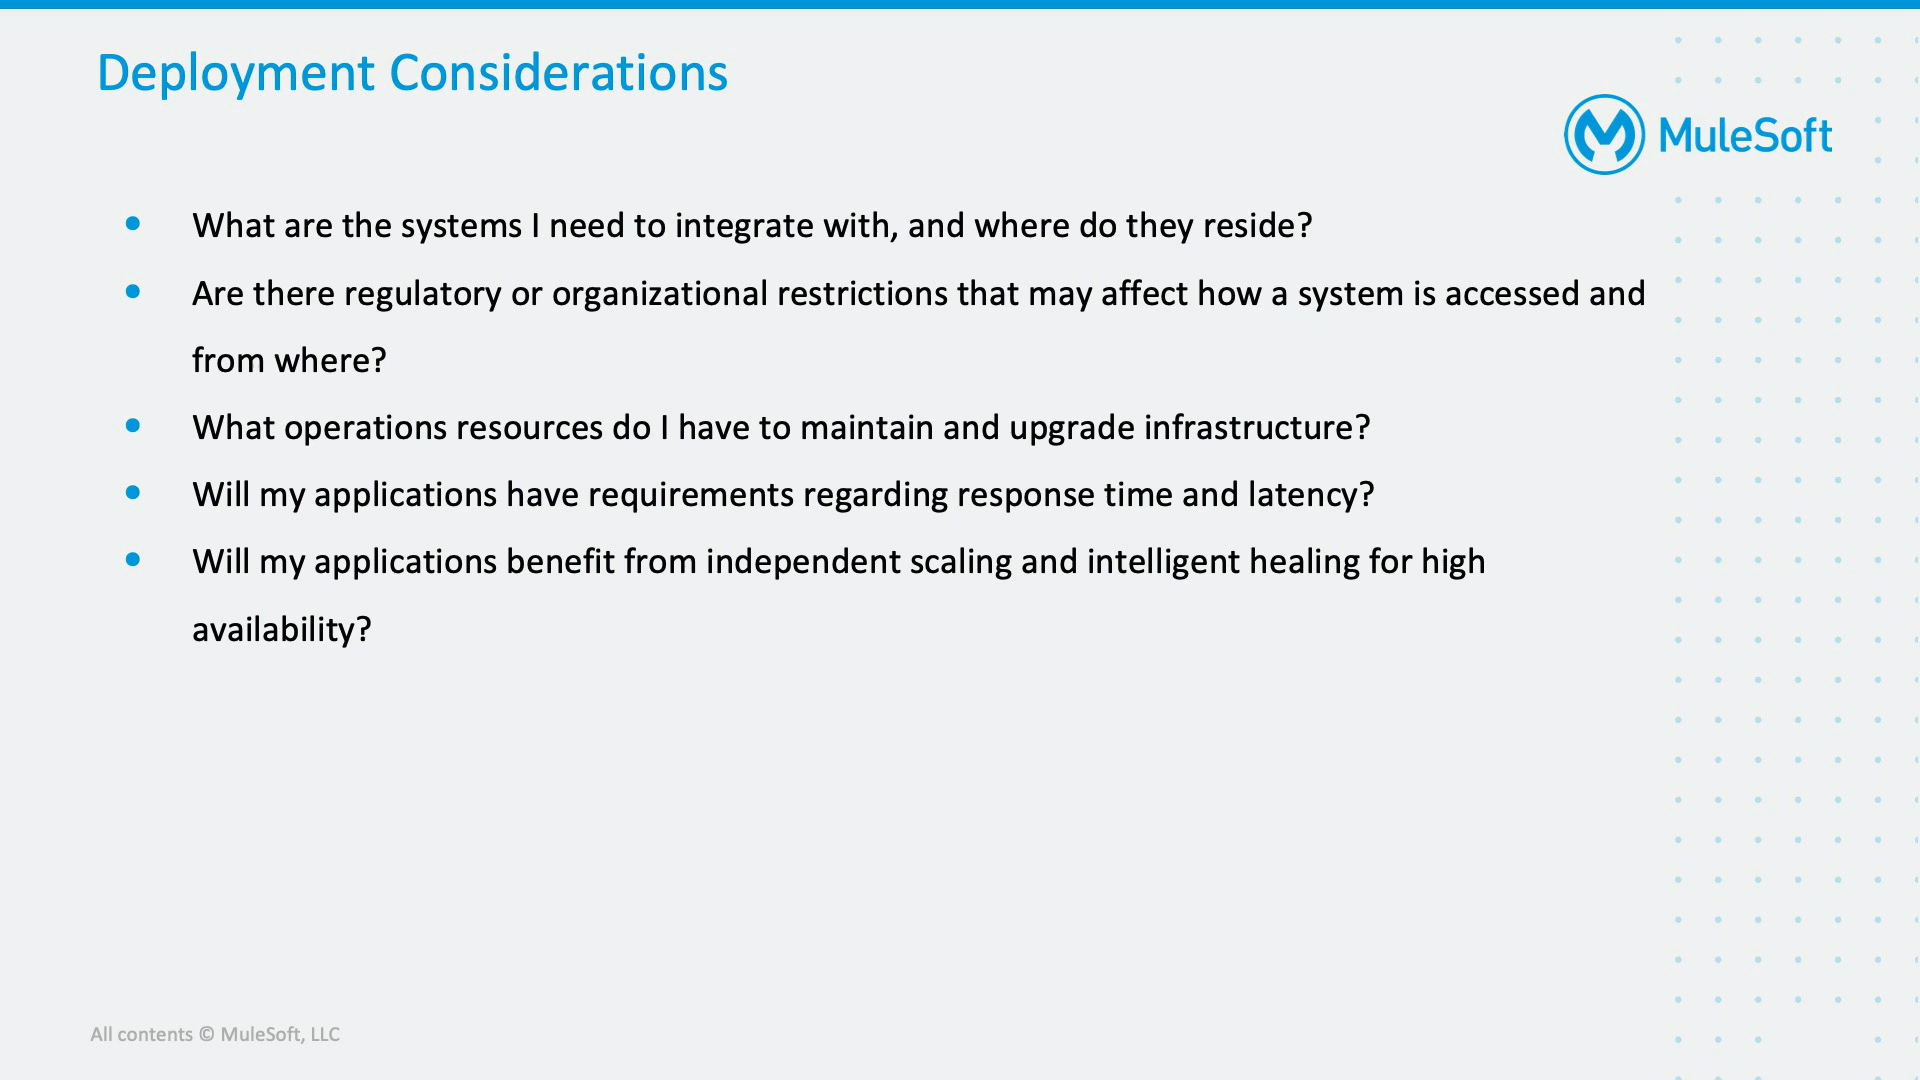 Deployment Considerations
MuleSoft
• What are the systems I need to integrate with, and where do they reside?
• Are there regulatory or organizational restrictions that may affect how a system is accessed and
from where?
• What operations resources do I have to maintain and upgrade infrastructure?
• Will my applications have requirements regarding response time and latency?
• Will my applications benefit from independent scaling and intelligent healing for high
availability?
All contents © MuleSoft, LLC